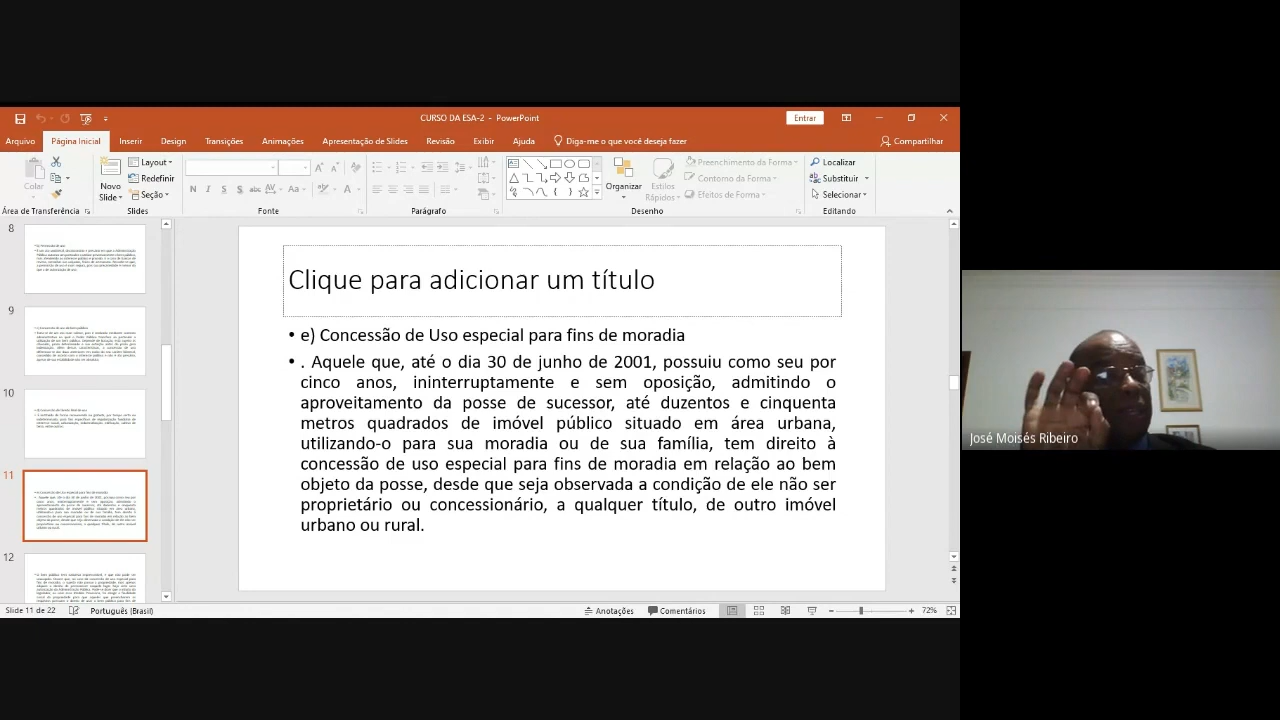 CURSO DA ESA-2 - PowerPoint
Entrar
Arquivo Página Inicial Inserir Design Transições Animações Apresentação de Slides Revisão Exibir Ajuda Diga-me o que você deseja fazer Compartilhar
Colar
Novo Slide
Layout
Redefinir
Seção
N I S S abc AV Aa A
Organizar
Estilos Rápidos
Preenchimento da Forma
Contorno da Forma
Efeitos de Forma
Localizar
Substituir
Selecionar
Área de Transferência Slides Fonte Parágrafo Desenho Editando
8
9
10
11
12
Clique para adicionar um título
• e) Concessão de Uso especial para fins de moradia
• . Aquele que, até o dia 30 de junho de 2001, possuiu como seu por
cinco anos, ininterruptamente e sem oposição, admitindo o
aproveitamento da posse de sucessor, até duzentos e cinquenta
metros quadrados de imóvel público situado em área urbana,
utilizando-o para sua moradia ou de sua família, tem direito à
concessão de uso especial para fins de moradia em relação ao bem
objeto da posse, desde que seja observada a condição de ele não ser
proprietário ou concessionário, a qualquer título, de outro imóvel
urbano ou rural.
José Moisés Ribeiro
Slide 11 de 22 Português (Brasil) Anotações Comentários 72%